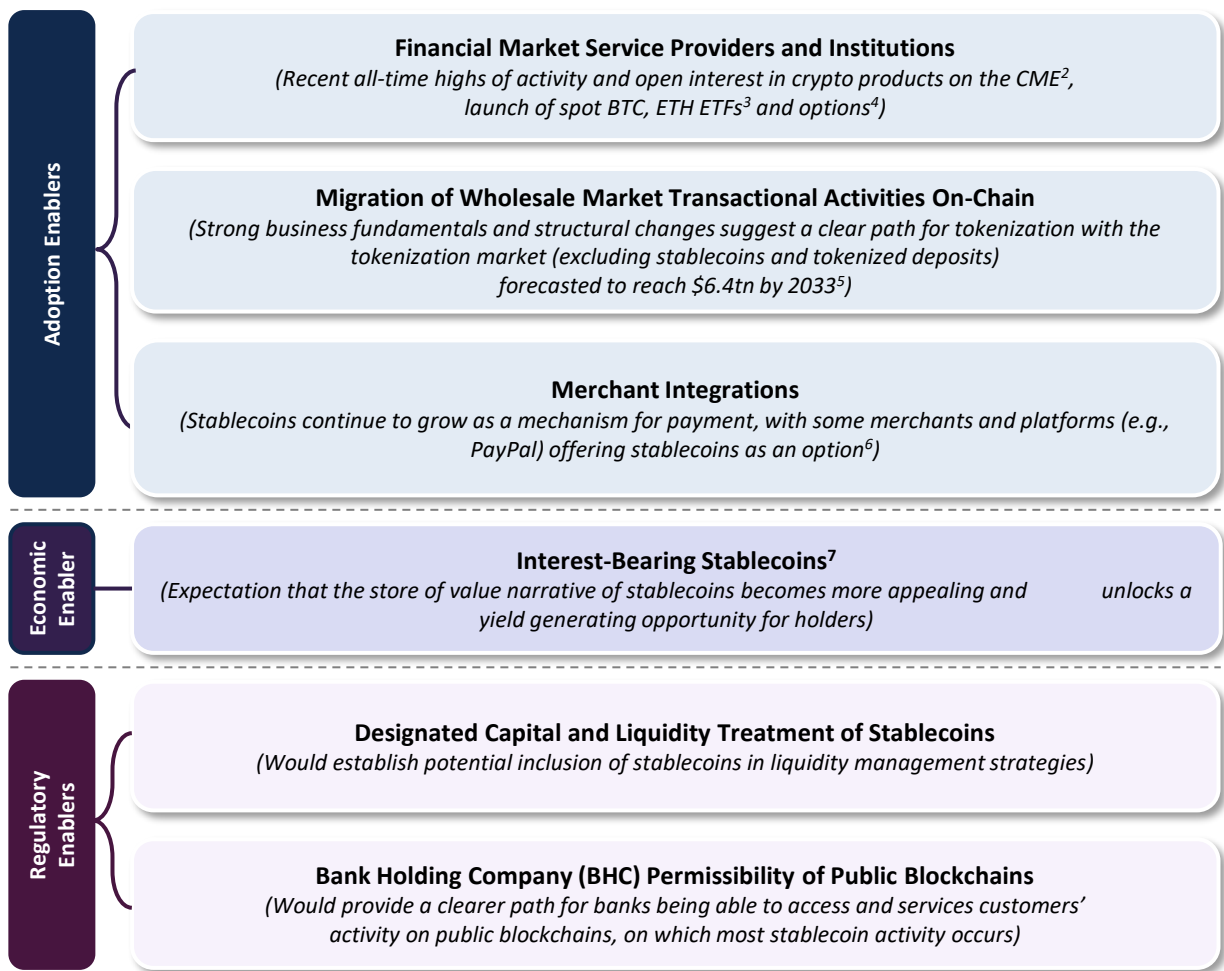 Adoption Enablers
Financial Market Service Providers and Institutions
(Recent all-time highs of activity and open interest in crypto products on the CME²,
launch of spot BTC, ETH ETFs³ and options⁴)
Migration of Wholesale Market Transactional Activities On-Chain
(Strong business fundamentals and structural changes suggest a clear path for tokenization with the
tokenization market (excluding stablecoins and tokenized deposits)
forecasted to reach $6.4tn by 2033⁵)
Merchant Integrations
(Stablecoins continue to grow as a mechanism for payment, with some merchants and platforms (e.g.,
PayPal) offering stablecoins as an option⁶)
Economic
Enabler
Interest-Bearing Stablecoins⁷
(Expectation that the store of value narrative of stablecoins becomes more appealing and unlocks a
yield generating opportunity for holders)
Regulatory
Enablers
Designated Capital and Liquidity Treatment of Stablecoins
(Would establish potential inclusion of stablecoins in liquidity management strategies)
Bank Holding Company (BHC) Permissibility of Public Blockchains
(Would provide a clearer path for banks being able to access and services customers’
activity on public blockchains, on which most stablecoin activity occurs)